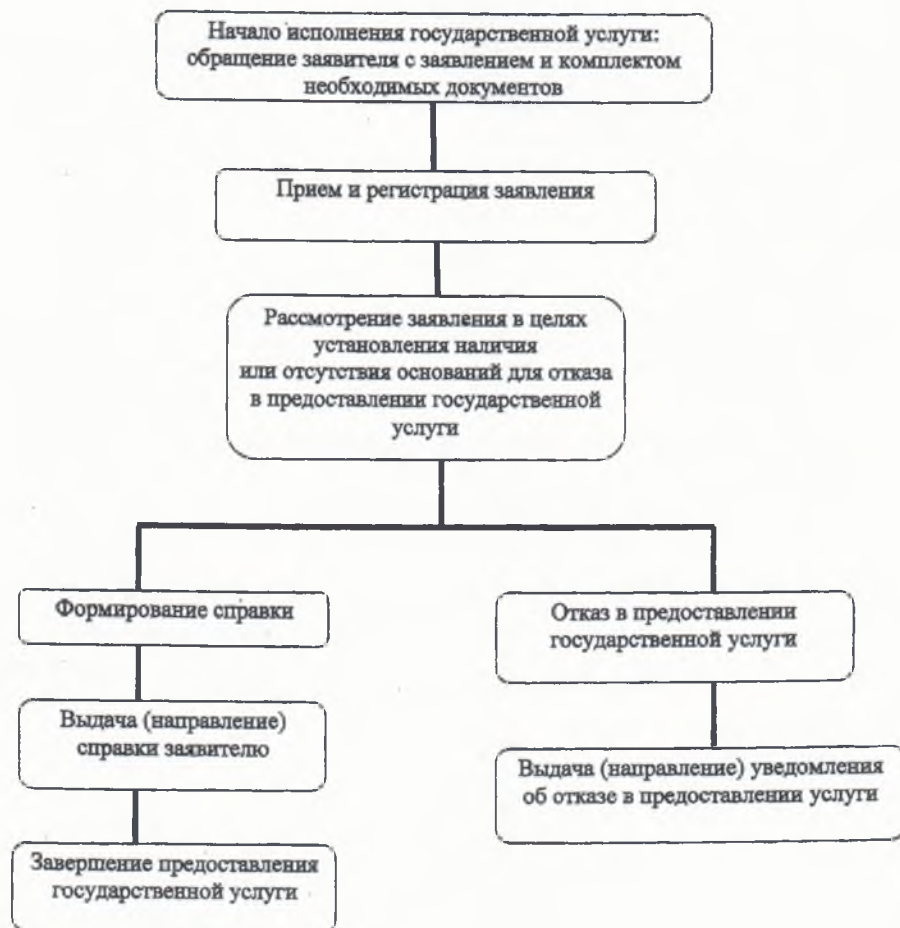 Начало исполнения государственной услуги:
обращение заявителя с заявлением и комплектом
необходимых документов
Прием и регистрация заявления
Рассмотрение заявления в целях
установления наличия
или отсутствия оснований для отказа
в предоставлении государственной
услуги
Формирование справки
Выдача (направление)
справки заявителю
Завершение предоставления
государственной услуги
Отказ в предоставлении
государственной услуги
Выдача (направление) уведомления
об отказе в предоставлении услуги